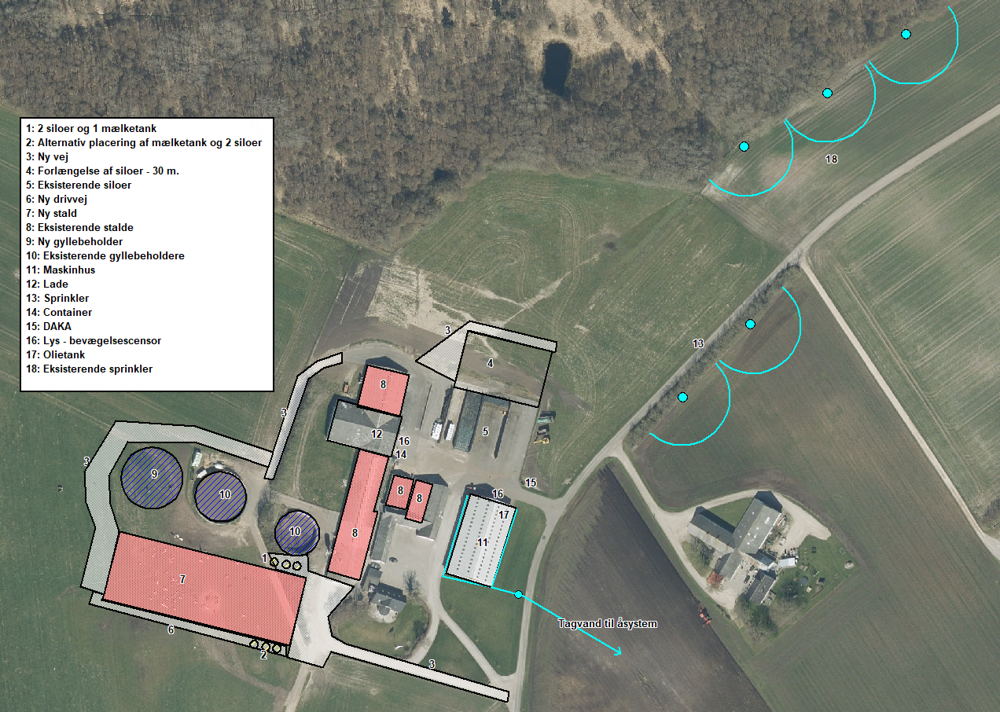 1: 2 siloer og 1 mælketank
2: Alternativ placering af mælketank og 2 siloer
3: Ny vej
4: Forlængelse af siloer - 30 m.
5: Eksisterende siloer
6: Ny drivvej
7: Ny stald
8: Eksisterende stalde
9: Ny gyllebeholder
10: Eksisterende gyllebeholdere
11: Maskinhus
12: Lade
13: Sprinkler
14: Container
15: DAKA
16: Lys - bevægelsescensor
17: Olietank
18: Eksisterende sprinkler
18
3
13
4
8
3
12
5
16
14
3
9
10
15
8
8
16
17
10
8
11
1
7
Tagvand til åsystem
6
2
3